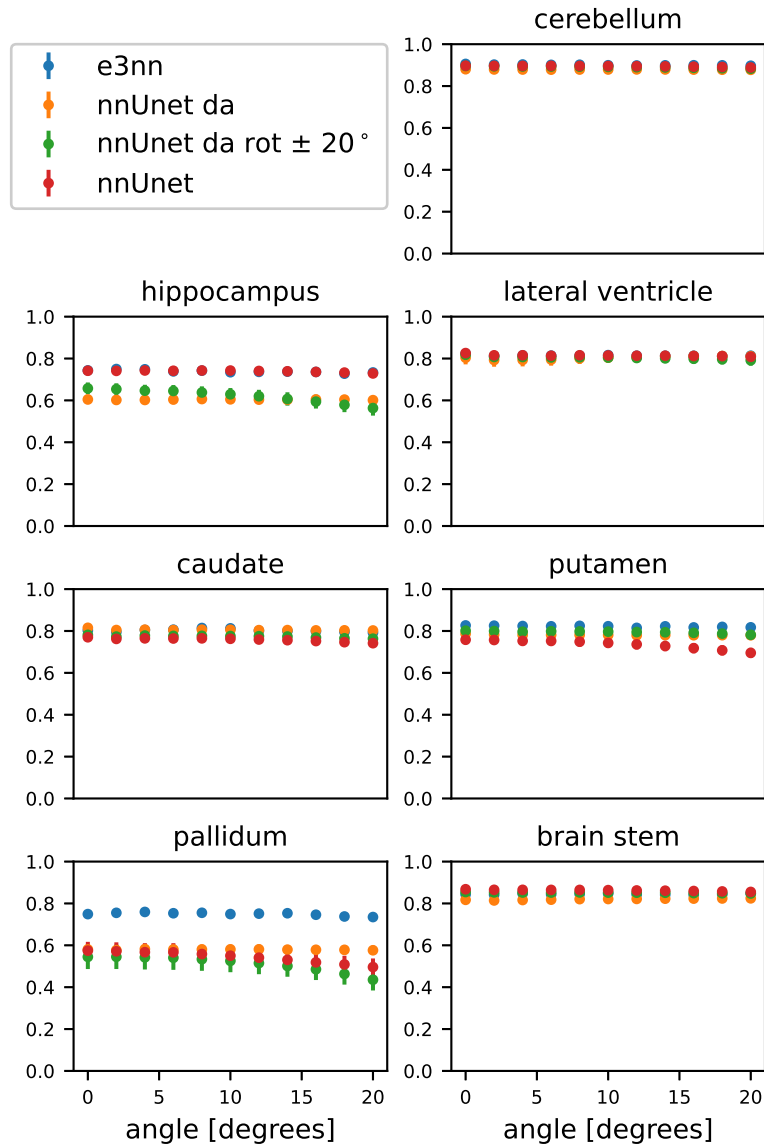 e3nn
nnUnet da
nnUnet da rot ± 20°
nnUnet
cerebellum
1.0
0.8
0.6
0.4
0.2
0.0
hippocampus
1.0
0.8
0.6
0.4
0.2
0.0
lateral ventricle
1.0
0.8
0.6
0.4
0.2
0.0
caudate
1.0
0.8
0.6
0.4
0.2
0.0
putamen
1.0
0.8
0.6
0.4
0.2
0.0
pallidum
1.0
0.8
0.6
0.4
0.2
0.0
0 5 10 15 20
angle [degrees]
brain stem
1.0
0.8
0.6
0.4
0.2
0.0
0 5 10 15 20
angle [degrees]